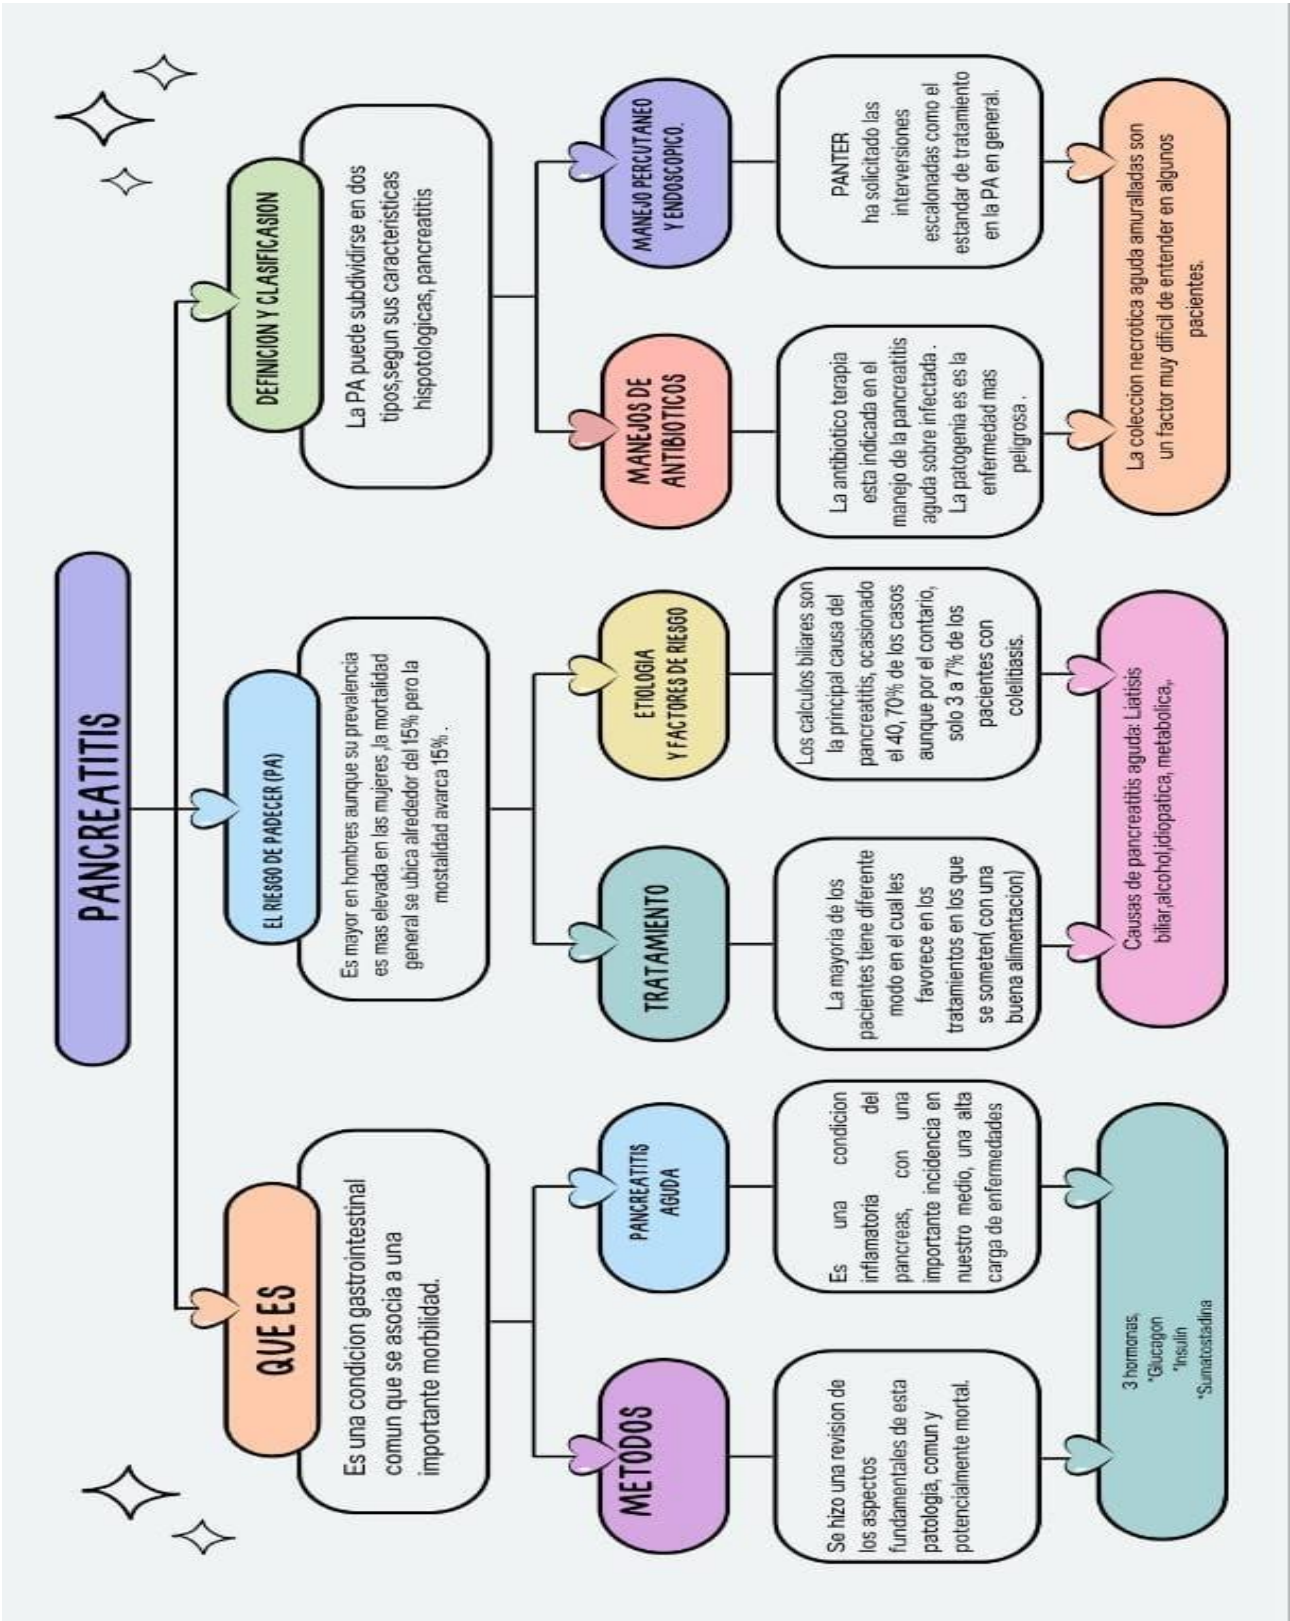 PANCREATITIS
QUE ES
Es una condicion gastrointestinal
comun que se asocia a una
importante morbilidad.
EL RIESGO DE PADECER (PA)
Es mayor en hombres aunque su prevalencia
es mas elevada en las mujeres ,la mortalidad
general se ubica alrededor del 15% pero la
mostalidad avarca 15% .
DEFINICION Y CLASIFICASION
La PA puede subdividirse en dos
tipos,segun sus caracteristicas
hispotologicas, pancreatitis
METODOS
Se hizo una revision de
los aspectos
fundamentales de esta
patologia, comun y
potencialmente mortal.
PANCREATITIS
AGUDA
Es una condicion
inflamatoria del
pancreas, con una
importante incidencia en
nuestro medio, una alta
carga de enfermedades
3 hormonas,
*Glucagon
*Insulin
*Sumatostadina
TRATAMIENTO
La mayoria de los
pacientes tiene diferente
modo en el cual les
favorece en los
tratamientos en los que
se someten( con una
buena alimentacion)
ETIOLOGIA
Y FACTORES DE RIESGO
Los calculos biliares son
la principal causa del
pancreatitis, ocasionado
el 40,70% de los casos
aunque por el contario,
solo 3 a 7% de los
pacientes con
colelitiasis.
Causas de pancreatitis aguda: Liatisis
biliar,alcohol,idiopatica, metabolica,.
MANEJOS DE
ANTIBIOTICOS
La antibiotico terapia
esta indicada en el
manejo de la pancreatitis
aguda sobre infectada .
La patogenia es es la
enfermedad mas
peligrosa .
MANEJO PERCUTANEO
Y ENDOSCOPICO.
PANTER
ha solicitado las
interversiones
escalonadas como el
estandar de tratamiento
en la PA en general.
La coleccion necrotica aguda amuralladas son
un factor muy dificil de entender en algunos
pacientes.